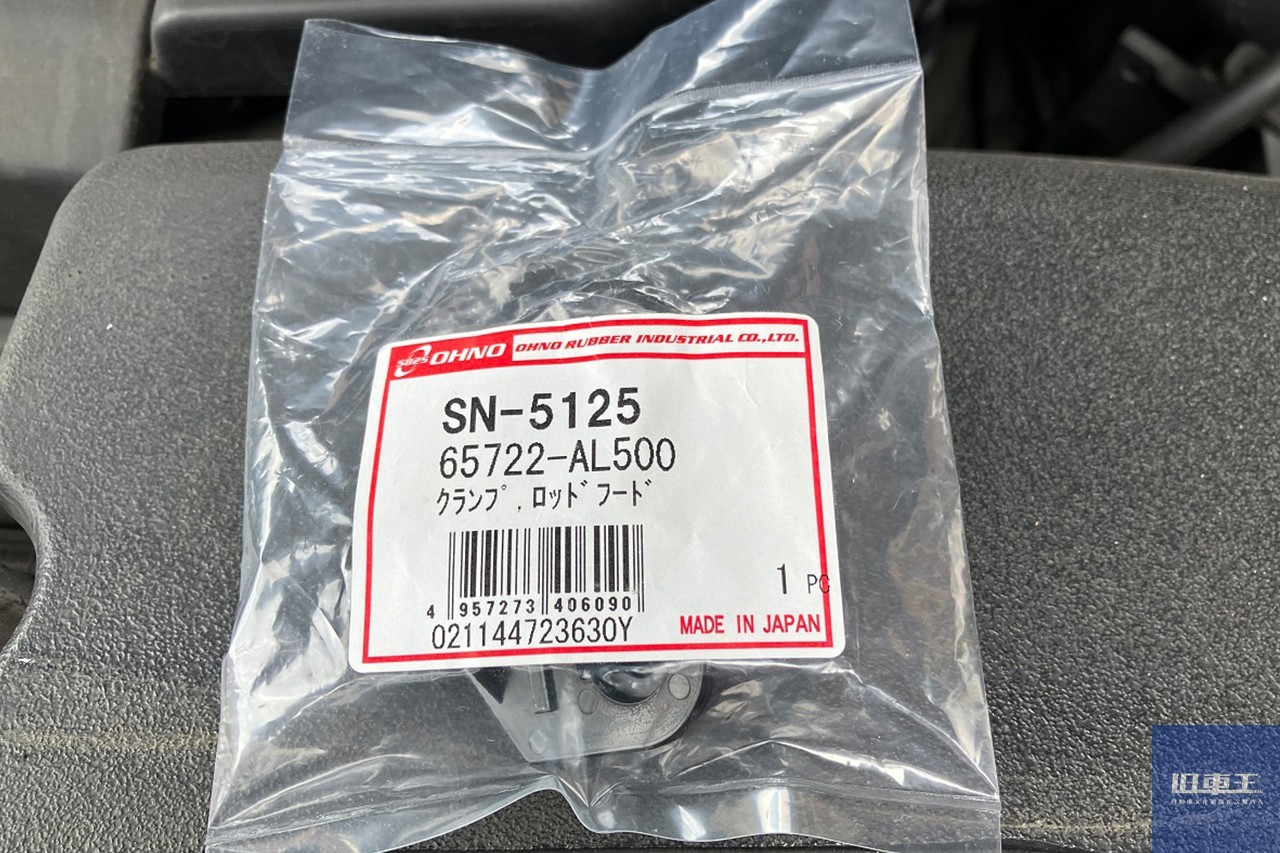 SBES OHNO OHNO RUBBER INDUSTRIAL CO.,LTD.
SN-5125
65722-AL500
ｸﾗﾝﾌﾟ,ﾛｯﾄﾞﾌｰﾄﾞ
4 957273 406090
1 PC
021144723630Y
MADE IN JAPAN
旧車王